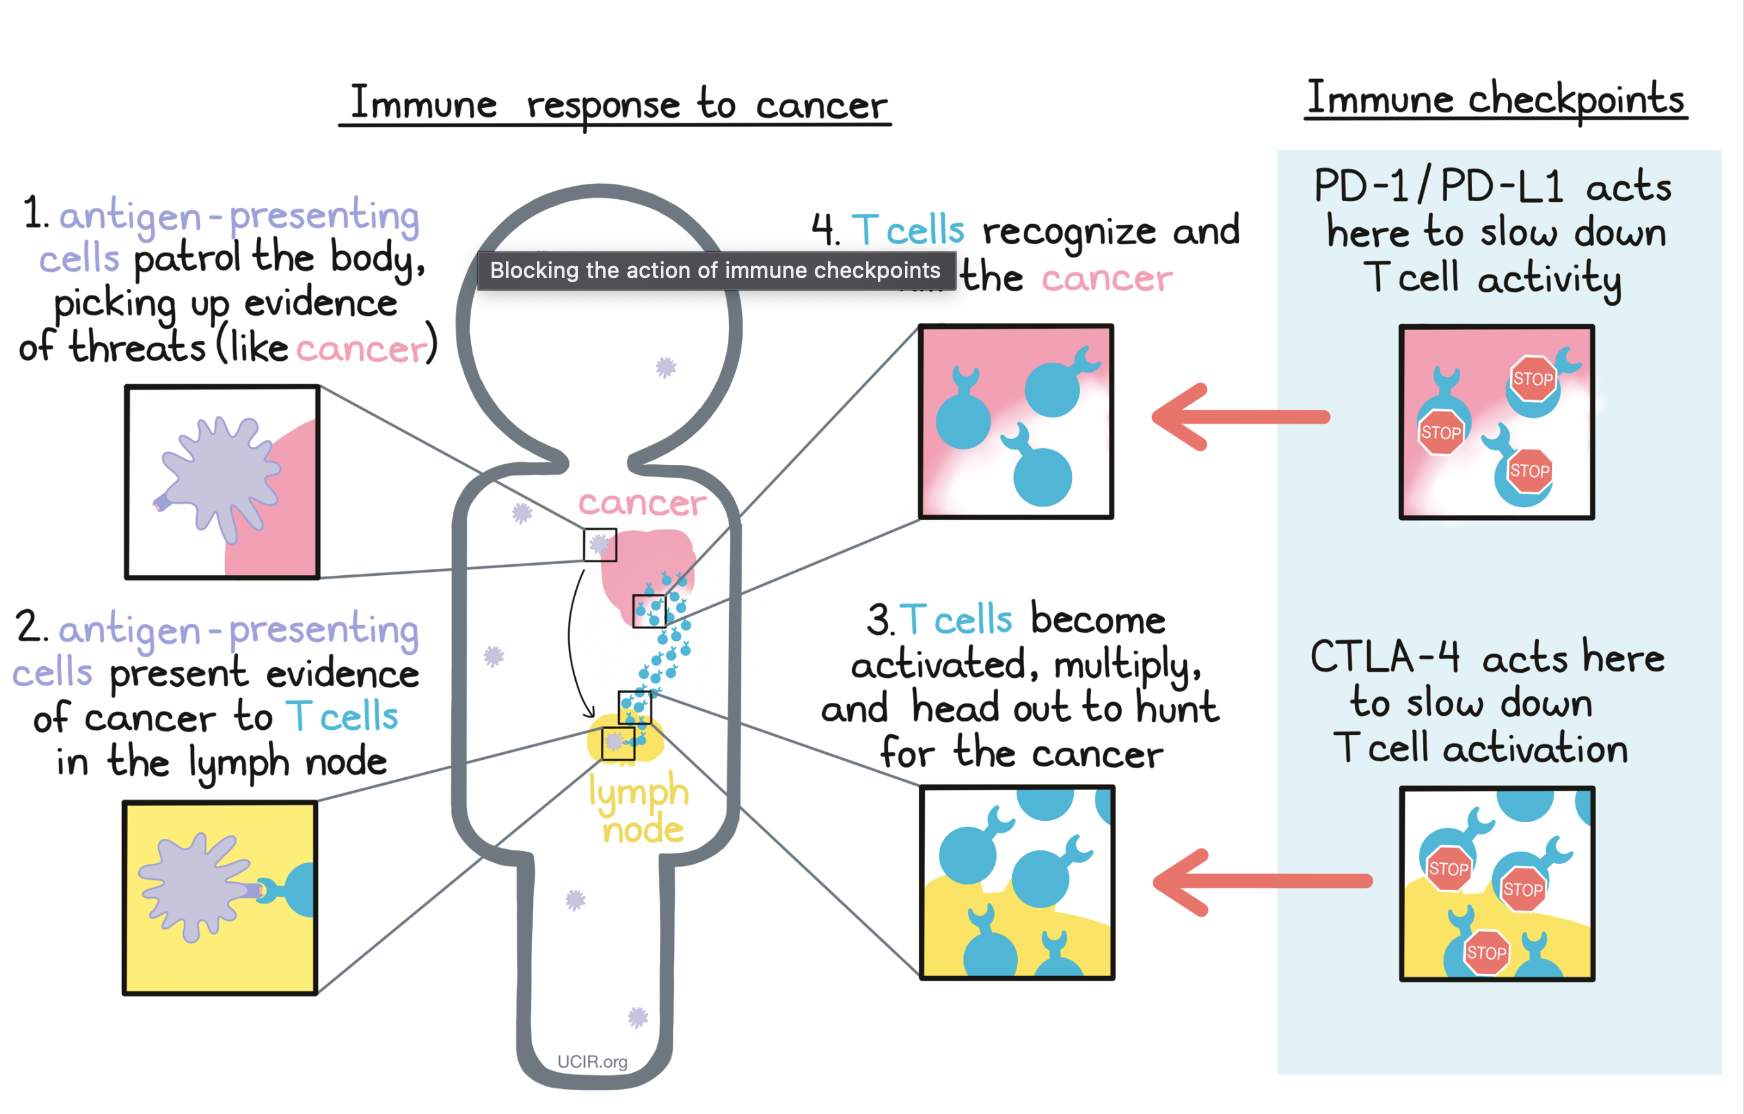 Immune response to cancer
1. antigen-presenting
cells patrol the body,
picking up evidence
of threats (like cancer)
2. antigen-presenting
cells present evidence
of cancer to T cells
in the lymph node
Blocking the action of immune checkpoints
cancer
lymph
node
UCIR.org
4. T cells recognize and
the cancer
3. T cells become
activated, multiply,
and head out to hunt
for the cancer
Immune checkpoints
PD-1/PD-L1 acts
here to slow down
T cell activity
STOP
STOP
STOP
CTLA-4 acts here
to slow down
T cell activation
STOP
STOP
STOP